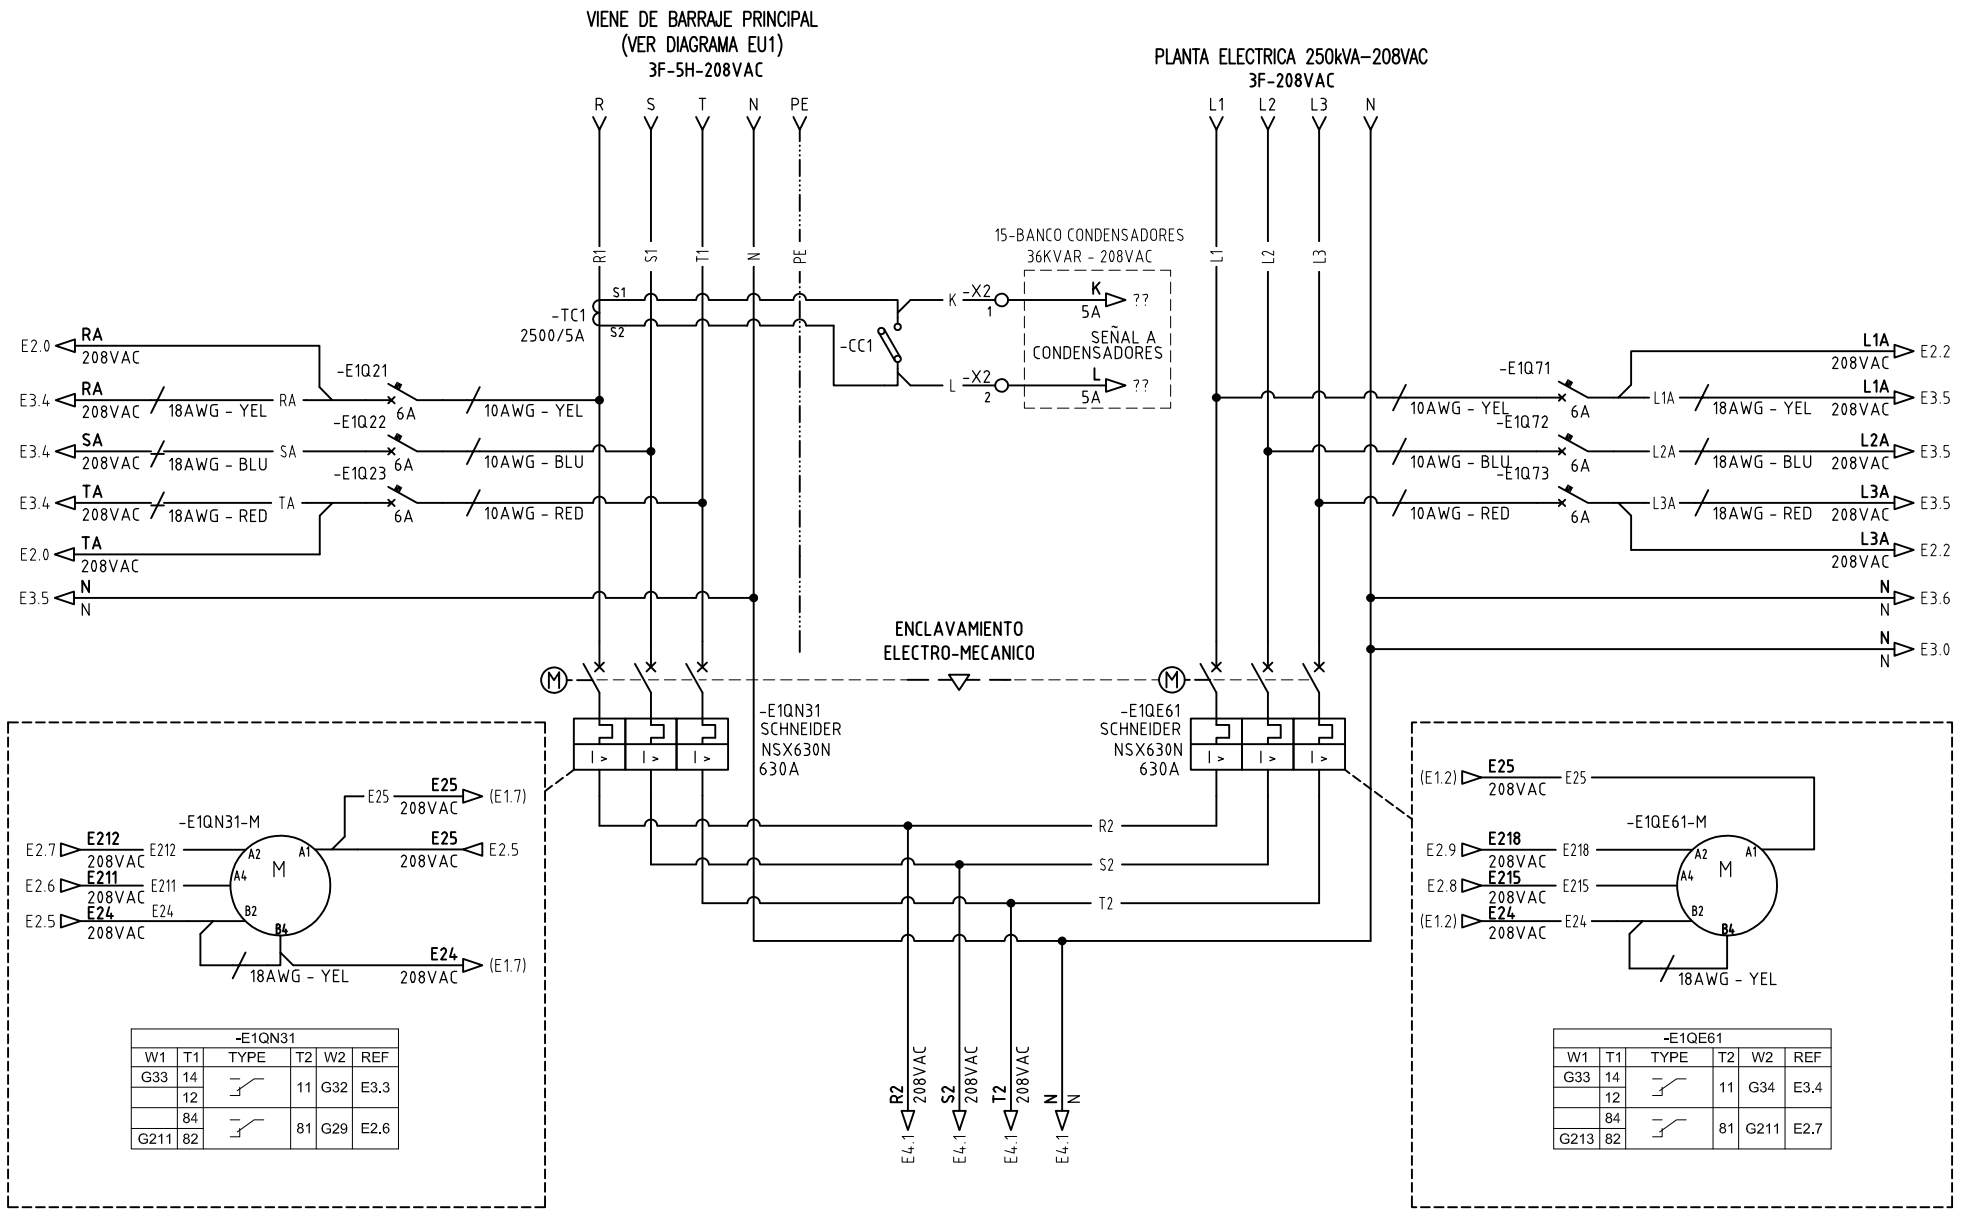 VIENE DE BARRAJE PRINCIPAL
(VER DIAGRAMA EU1)
3F-5H-208VAC
R S T N PE
PLANTA ELECTRICA 250kVA-208VAC
3F-208VAC
L1 L2 L3 N
R1 S1 T1 N PE
L1 L2 L3
15-BANCO CONDENSADORES
36KVAR - 208VAC
-TC1
2500/5A
S1
S2
-CC1
K -X2
1
K
5A
??
SEÑAL A
CONDENSADORES
L -X2
2
L
5A
??
E2.0 RA
208VAC
E3.4 RA
208VAC 18AWG - YEL RA
-E1Q21
6A
10AWG - YEL
E3.4 SA
208VAC 18AWG - BLU SA
-E1Q22
6A
10AWG - BLU
E3.4 TA
208VAC 18AWG - RED TA
-E1Q23
6A
10AWG - RED
E2.0 TA
208VAC
E3.5 N
N
L1A
208VAC E2.2
-E1Q71
10AWG - YEL
6A
L1A 18AWG - YEL
L1A
208VAC E3.5
-E1Q72
10AWG - BLU
6A
L2A 18AWG - BLU
L2A
208VAC E3.5
-E1Q73
10AWG - RED
6A
L3A 18AWG - RED
L3A
208VAC E3.5
L3A
208VAC E2.2
N
N E3.6
N
N E3.0
ENCLAVAMIENTO
ELECTRO-MECANICO
M
M
-E1QN31
SCHNEIDER
NSX630N
630A
I > I > I >
-E1QE61
SCHNEIDER
NSX630N
630A
I > I > I >
R2
S2
T2
R2
208VAC
E4.1
S2
208VAC
E4.1
T2
208VAC
E4.1
N
N
E4.1
E25
E25
208VAC
(E1.7)
-E1QN31-M
E2.7 E212
208VAC E212
A2 A1
M
E25
208VAC
E2.5
E2.6 E211
208VAC E211
A4
E2.5 E24
208VAC E24
B2
B4
18AWG - YEL
E24
208VAC
(E1.7)
-E1QN31
W1 T1 TYPE T2 W2 REF
G33 14 11 G32 E3.3
12
84 81 G29 E2.6
G211 82
(E1.2) E25
208VAC
E25
-E1QE61-M
E2.9 E218
208VAC E218
A2 A1
M
E2.8 E215
208VAC E215
A4
(E1.2) E24
208VAC E24
B2
B4
18AWG - YEL
-E1QE61
W1 T1 TYPE T2 W2 REF
G33 14 11 G34 E3.4
12
84 81 G211 E2.7
G213 82